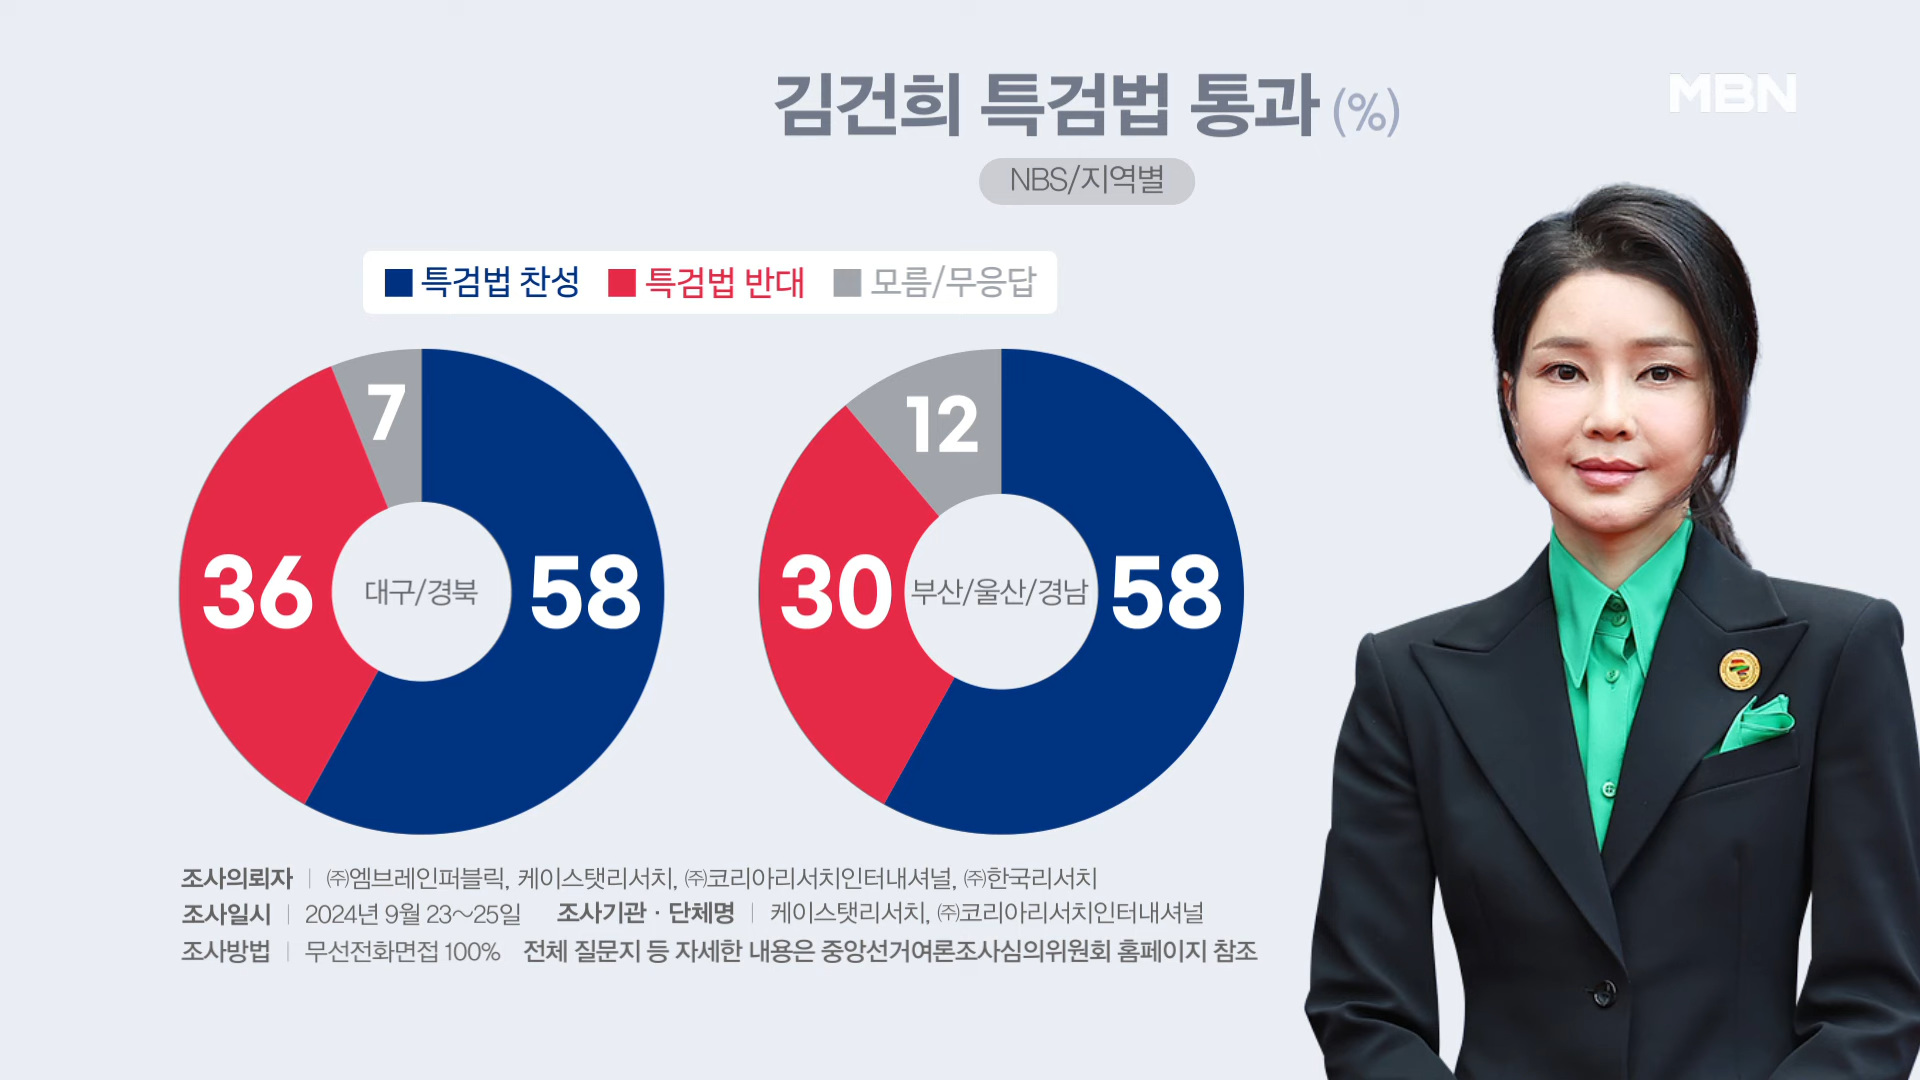 김건희 특검법 통과 (%)
MBN
NBS/지역별
특검법 찬성 특검법 반대 모름/무응답
7
36
58
대구/경북
12
30
58
부산/울산/경남
조사의뢰자 | ㈜엠브레인퍼블릭, 케이스탯리서치, ㈜코리아리서치인터내셔널, ㈜한국리서치
조사일시 | 2024년 9월 23~25일 조사기관 · 단체명 | 케이스탯리서치, ㈜코리아리서치인터내셔널
조사방법 | 무선전화면접 100% 전체 질문지 등 자세한 내용은 중앙선거여론조사심의위원회 홈페이지 참조